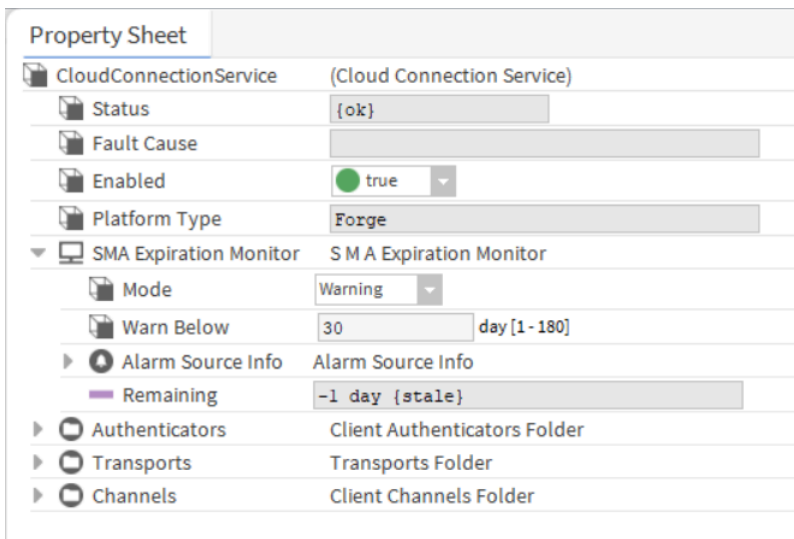 Property Sheet
CloudConnectionService (Cloud Connection Service)
Status {ok}
Fault Cause
Enabled true
Platform Type Forge
SMA Expiration Monitor S M A Expiration Monitor
Mode Warning
Warn Below 30 day [1 - 180]
Alarm Source Info Alarm Source Info
Remaining -1 day {stale}
Authenticators Client Authenticators Folder
Transports Transports Folder
Channels Client Channels Folder